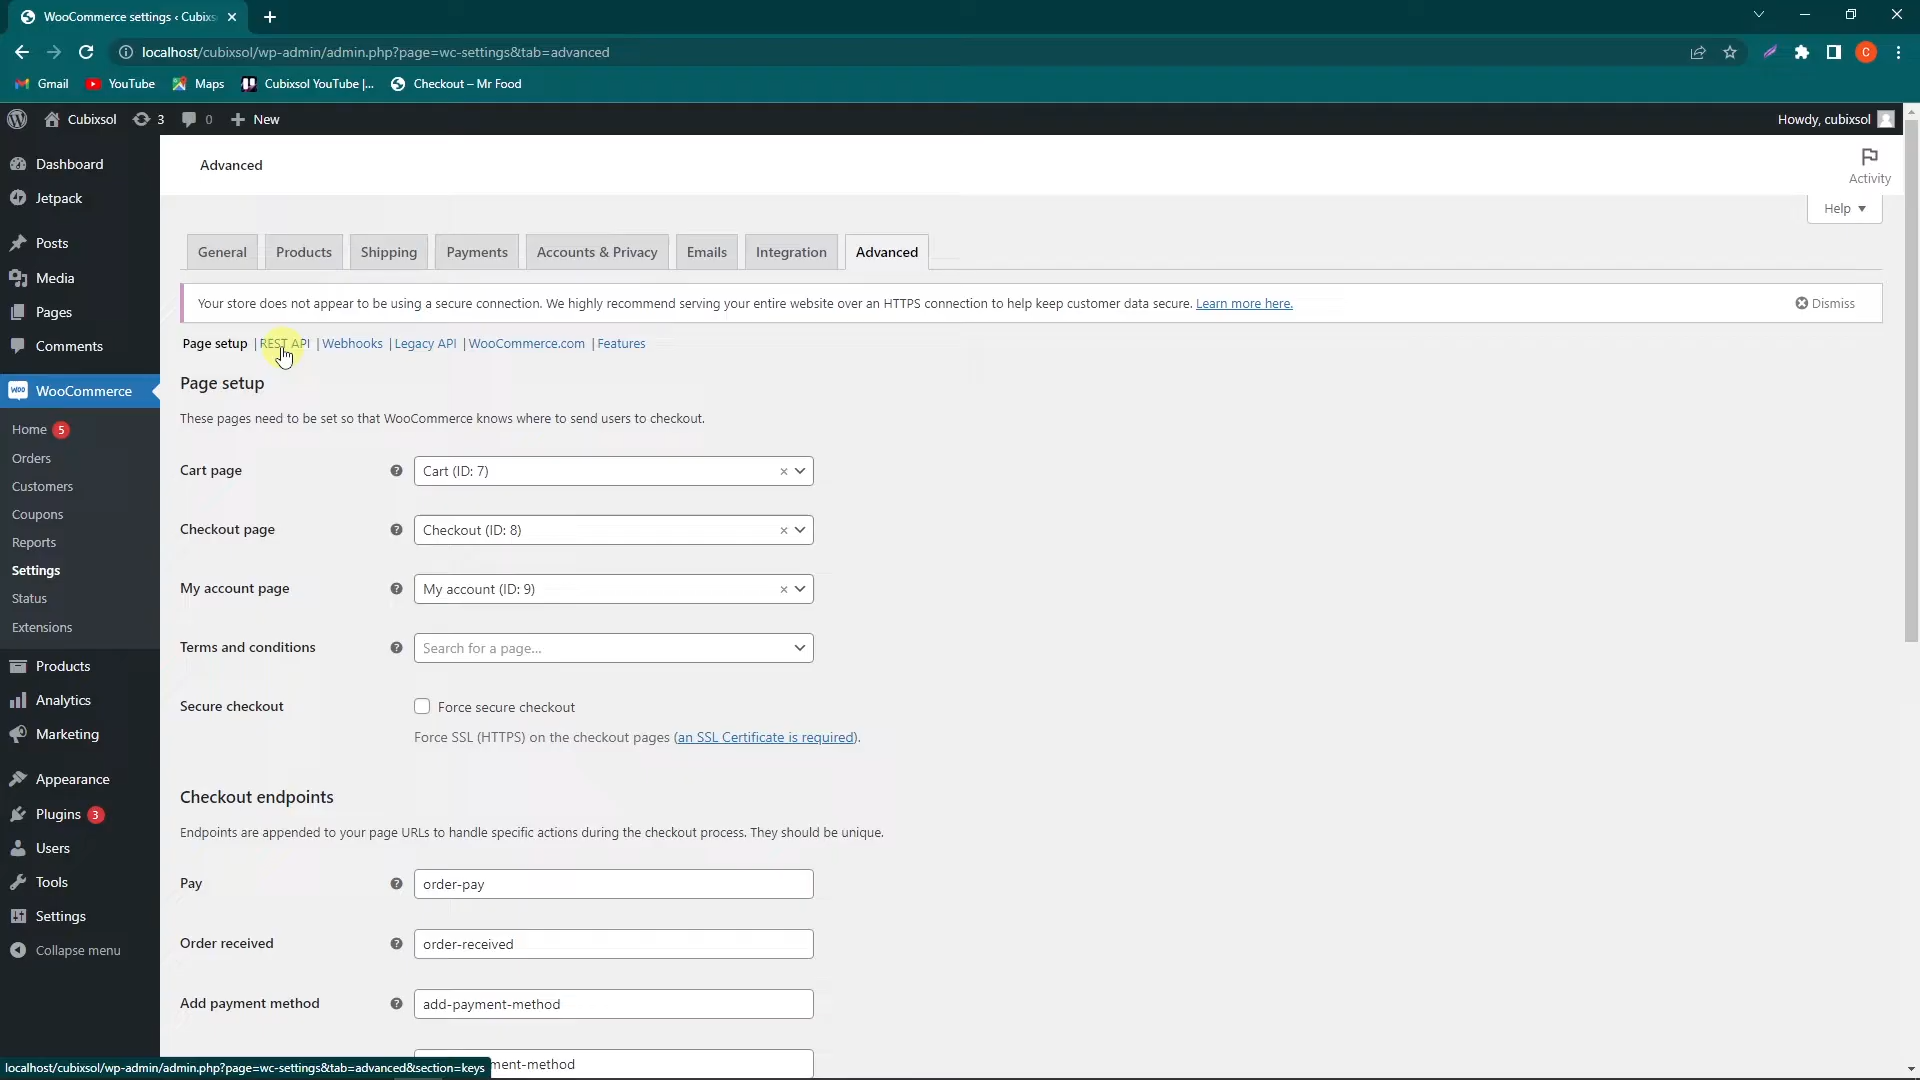 WooCommerce settings ‹ Cubixs
localhost/cubixsol/wp-admin/admin.php?page=wc-settings&tab=advanced
C
Gmail YouTube Maps Cubixsol YouTube |... Checkout – Mr Food
Cubixsol 3 0 New
Howdy, cubixsol
Dashboard
Jetpack
Posts
Media
Pages
Comments
WOO WooCommerce
Home 5
Orders
Customers
Coupons
Reports
Settings
Status
Extensions
Products
Analytics
Marketing
Appearance
Plugins 3
Users
Tools
Settings
Collapse menu
Advanced
Activity
Help
General Products Shipping Payments Accounts & Privacy Emails Integration Advanced
Your store does not appear to be using a secure connection. We highly recommend serving your entire website over an HTTPS connection to help keep customer data secure. Learn more here.
Dismiss
Page setup | REST API | Webhooks | Legacy API | WooCommerce.com | Features
Page setup
These pages need to be set so that WooCommerce knows where to send users to checkout.
Cart page ? Cart (ID: 7) ×
Checkout page ? Checkout (ID: 8) ×
My account page ? My account (ID: 9) ×
Terms and conditions ? Search for a page...
Secure checkout Force secure checkout
Force SSL (HTTPS) on the checkout pages (an SSL Certificate is required).
Checkout endpoints
Endpoints are appended to your page URLs to handle specific actions during the checkout process. They should be unique.
Pay ? order-pay
Order received ? order-received
Add payment method ? add-payment-method
ment-method
localhost/cubixsol/wp-admin/admin.php?page=wc-settings&tab=advanced&section=keys